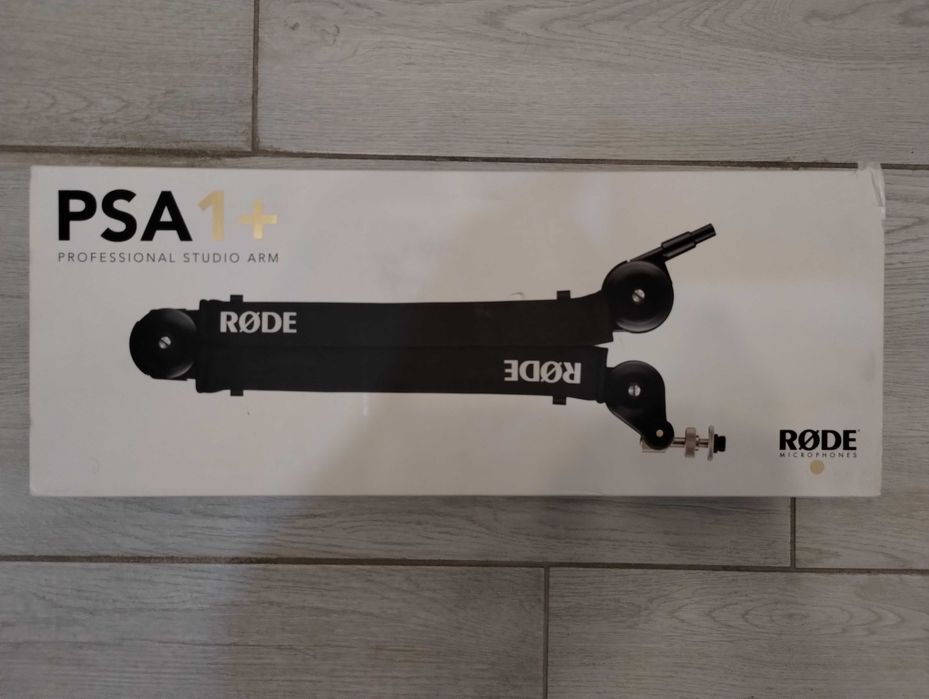 PSA1+
PROFESSIONAL STUDIO ARM
RØDE
RØDE
RØDE
MICROPHONES